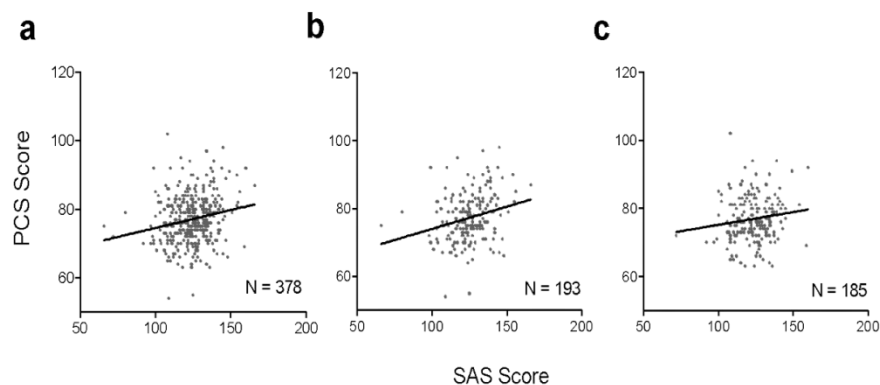 a b c
120 120 120
100 100 100
80 80 80
60 60 60
PCS Score
N = 378 N = 193 N = 185
50 100 150 200 50 100 150 200 50 100 150 200
SAS Score